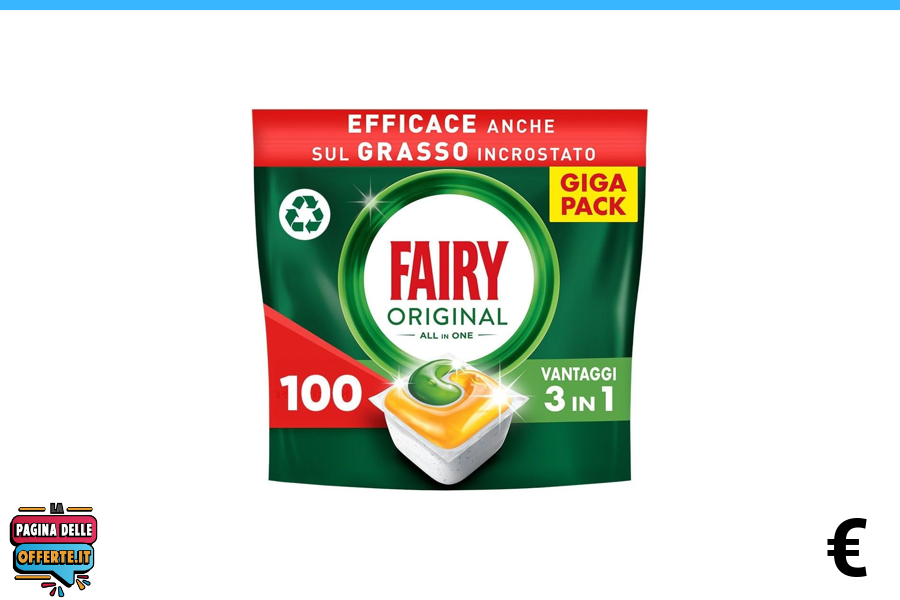 EFFICACE ANCHE
SUL GRASSO INCROSTATO
GIGA
PACK
FAIRY
ORIGINAL
ALL IN ONE
100
VANTAGGI
3 IN 1
LA
PAGINA DELLE
OFFERTE.IT
€